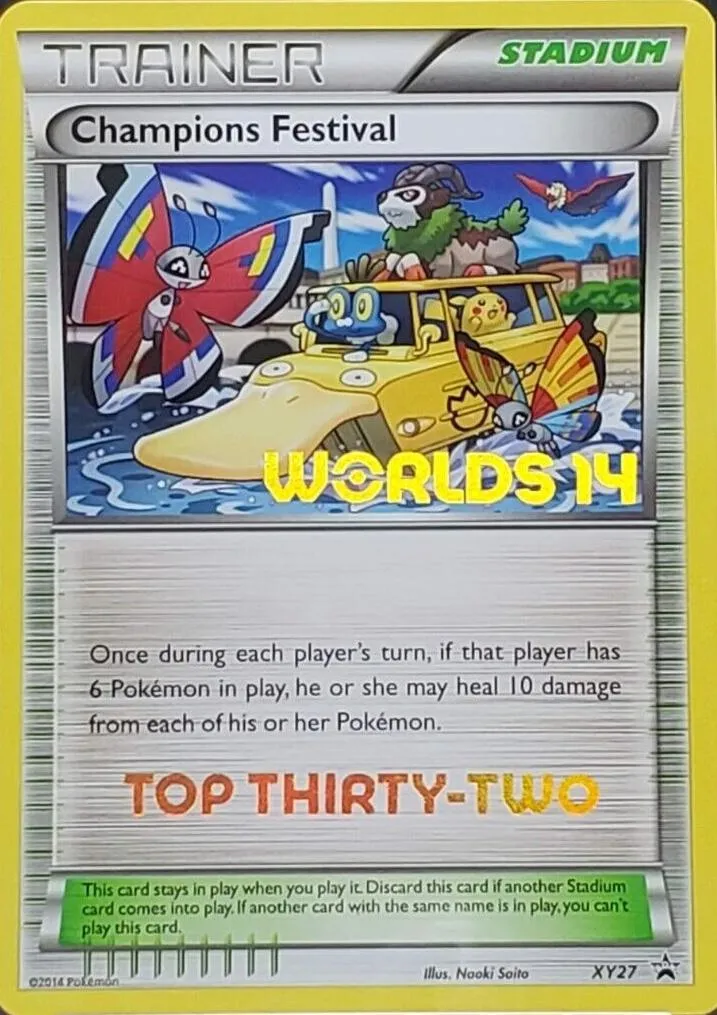 TRAINER
STADIUM
Champions Festival
WORLDS 14
Once during each player's turn, if that player has
6 Pokémon in play, he or she may heal 10 damage
from each of his or her Pokémon.
TOP THIRTY-TWO
This card stays in play when you play it. Discard this card if another Stadium
card comes into play. If another card with the same name is in play, you can't
play this card.
©2014 Pokémon
Illus. Naoki Saito
XY27